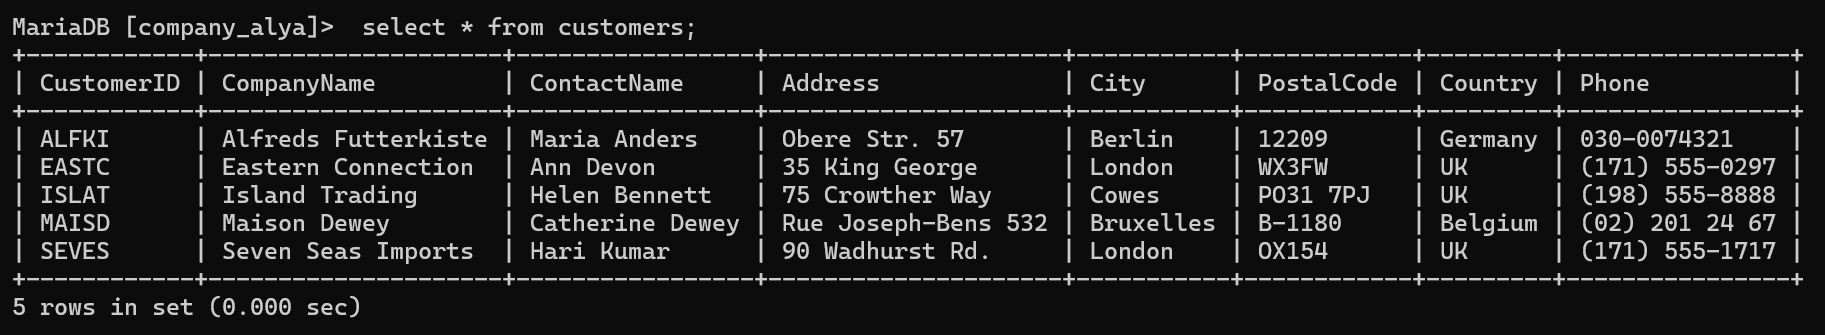 MariaDB [company_alya]>  select * from customers;
+------------+--------------------+-----------------+---------------------+-----------+------------+---------+----------------+
| CustomerID | CompanyName        | ContactName     | Address             | City      | PostalCode | Country | Phone          |
+------------+--------------------+-----------------+---------------------+-----------+------------+---------+----------------+
| ALFKI      | Alfreds Futterkiste | Maria Anders    | Obere Str. 57       | Berlin    | 12209      | Germany | 030-0074321    |
| EASTC      | Eastern Connection | Ann Devon       | 35 King George      | London    | WX3FW      | UK      | (171) 555-0297 |
| ISLAT      | Island Trading     | Helen Bennett   | 75 Crowther Way     | Cowes     | PO31 7PJ   | UK      | (198) 555-8888 |
| MAISD      | Maison Dewey       | Catherine Dewey | Rue Joseph-Bens 532 | Bruxelles | B-1180     | Belgium | (02) 201 24 67 |
| SEVES      | Seven Seas Imports | Hari Kumar      | 90 Wadhurst Rd.     | London    | OX154      | UK      | (171) 555-1717 |
+------------+--------------------+-----------------+---------------------+-----------+------------+---------+----------------+
5 rows in set (0.000 sec)